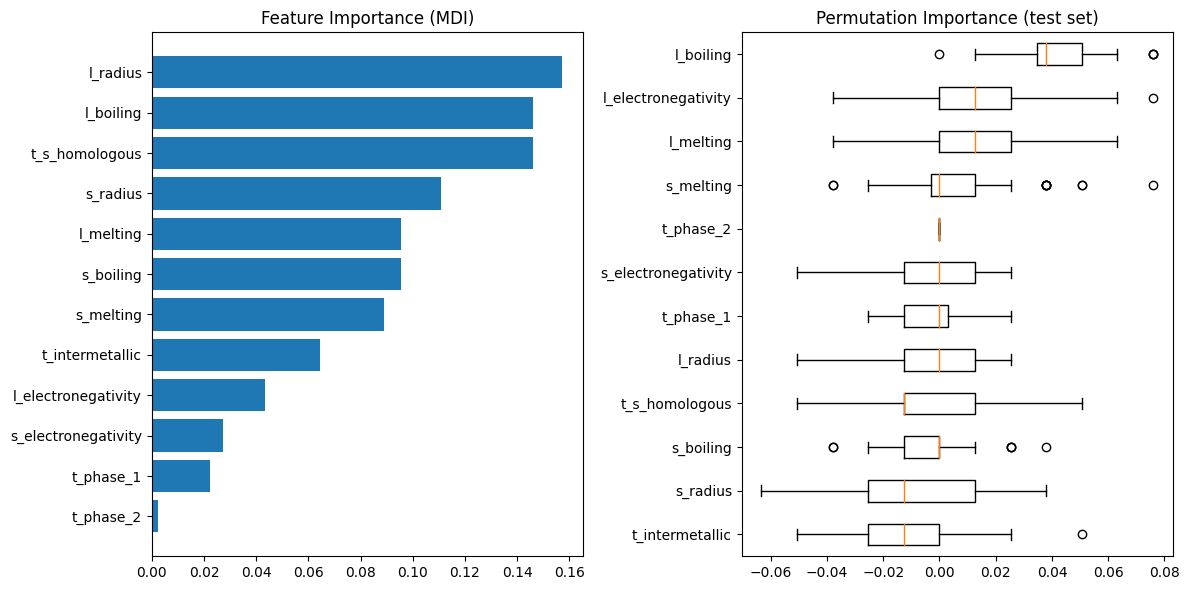 Feature Importance (MDI)
l_radius
l_boiling
t_s_homologous
s_radius
l_melting
s_boiling
s_melting
t_intermetallic
l_electronegativity
s_electronegativity
t_phase_1
t_phase_2
0.00 0.02 0.04 0.06 0.08 0.10 0.12 0.14 0.16
Permutation Importance (test set)
l_boiling
l_electronegativity
l_melting
s_melting
t_phase_2
s_electronegativity
t_phase_1
l_radius
t_s_homologous
s_boiling
s_radius
t_intermetallic
−0.06 −0.04 −0.02 0.00 0.02 0.04 0.06 0.08